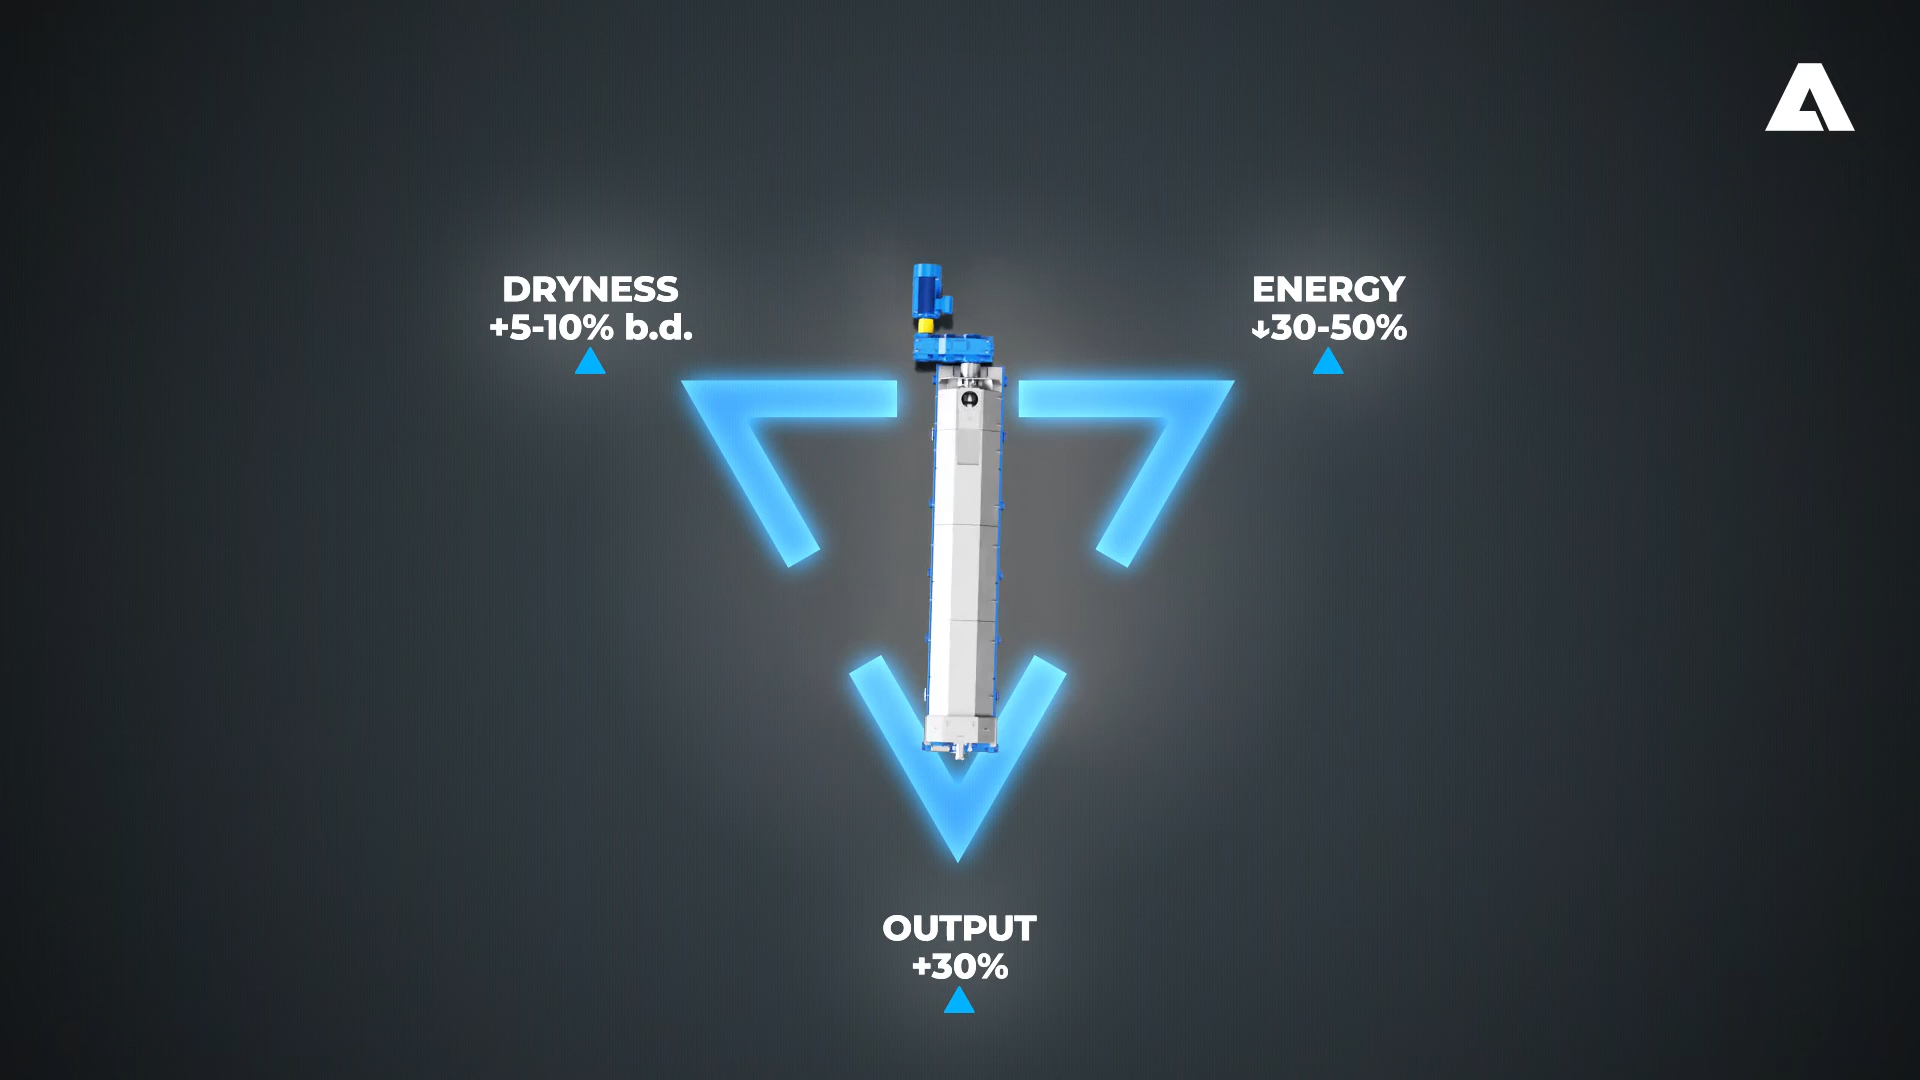 DRYNESS
+5-10% b.d.
ENERGY
↓30-50%
OUTPUT
+30%